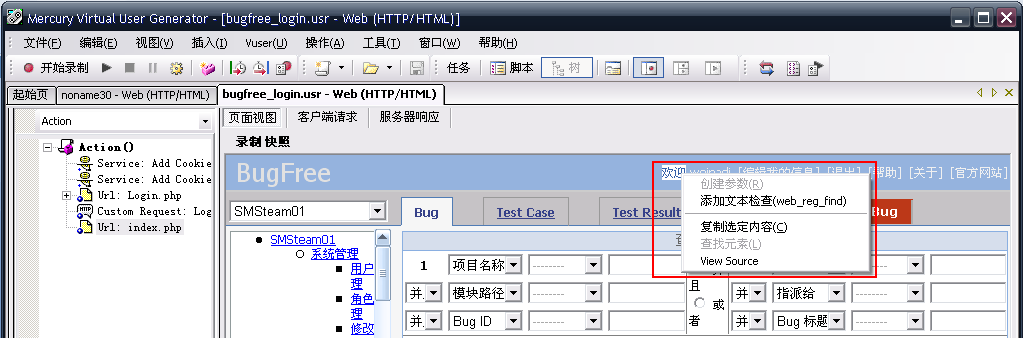 Mercury Virtual User Generator - [bugfree_login.usr - Web (HTTP/HTML)]
文件(F) 编辑(E) 视图(V) 插入(I) Vuser(U) 操作(A) 工具(T) 窗口(W) 帮助(H)
开始录制 任务 脚本 树
起始页 noname30 - Web (HTTP/HTML) bugfree_login.usr - Web (HTTP/HTML)
Action
页面视图 客户端请求 服务器响应
Action()
Service: Add Cookie
Service: Add Cookie
Url: Login.php
Custom Request: Log
Url: index.php
录制快照
BugFree
欢迎 [编辑我的信息] [退出] [帮助] [关于] [官方网站]
SMSteam01
Bug Test Case Test Result Bug
SMSteam01
系统管理
用户
理
角色
理
修改
查
1 项目名称 -------- 
并 模块路径 -------- 且 或 并 指派给 --------
并 Bug ID -------- 者 并 Bug 标题 --------
创建参数(R)
添加文本检查(web_reg_find)
复制选定内容(C)
查找元素(L)
View Source